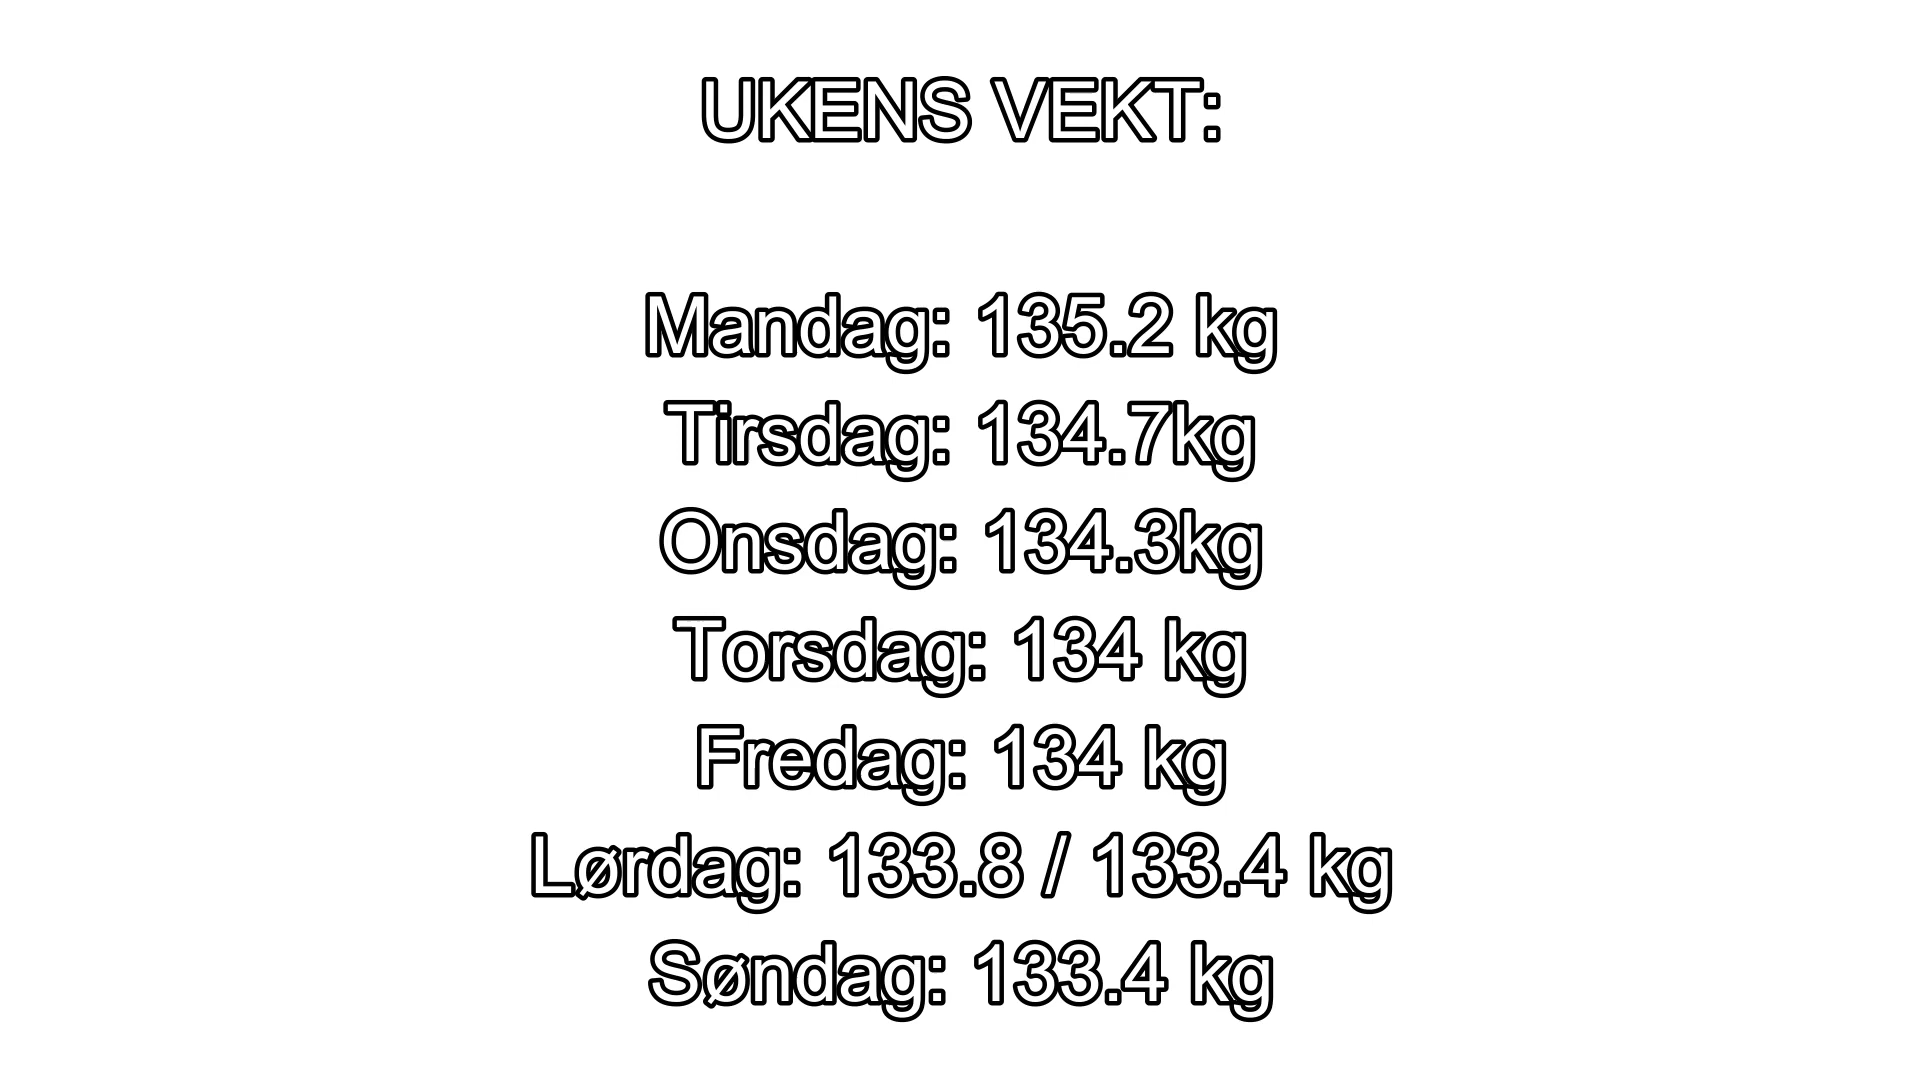 UKENS VEKT:
Mandag: 135.2 kg
Tirsdag: 134.7kg
Onsdag: 134.3kg
Torsdag: 134 kg
Fredag: 134 kg
Lørdag: 133.8 / 133.4 kg
Søndag: 133.4 kg